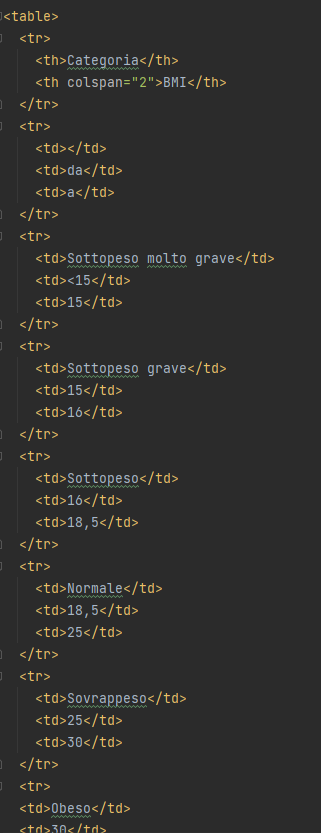 <table>
<tr>
<th>Categoria</th>
<th colspan="2">BMI</th>
</tr>
<tr>
<td></td>
<td>da</td>
<td>a</td>
</tr>
<tr>
<td>Sottopeso molto grave</td>
<td><15</td>
<td>15</td>
</tr>
<tr>
<td>Sottopeso grave</td>
<td>15</td>
<td>16</td>
</tr>
<tr>
<td>Sottopeso</td>
<td>16</td>
<td>18,5</td>
</tr>
<tr>
<td>Normale</td>
<td>18,5</td>
<td>25</td>
</tr>
<tr>
<td>Sovrappeso</td>
<td>25</td>
<td>30</td>
</tr>
<tr>
<td>Obeso</td>
<td>30</td>